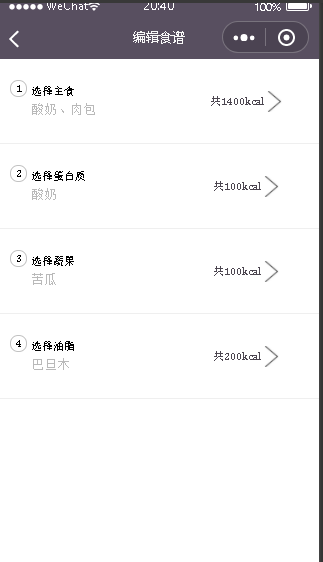 WeChat 20:40 100%
编辑食谱
1 选择主食
酸奶、肉包
共1400kcal
2 选择蛋白质
酸奶
共100kcal
3 选择蔬果
苦瓜
共100kcal
4 选择油脂
巴旦木
共200kcal